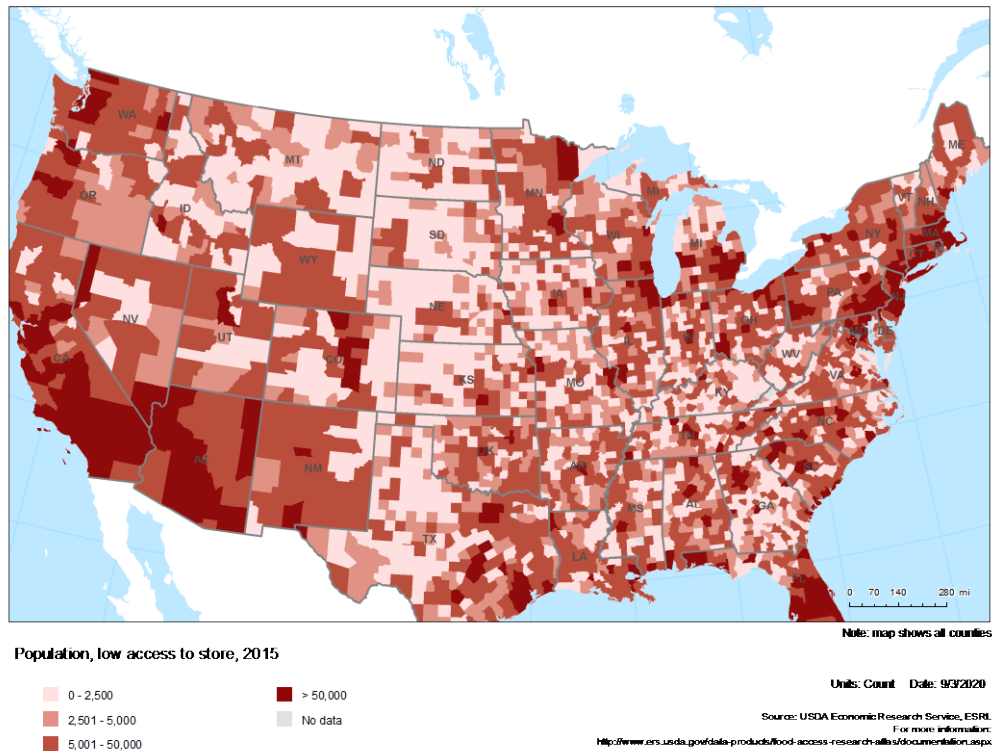 WA
MT
ND
ME
MN
OR
ID
MI
VT
NH
SD
WI
MI
NY
MA
WY
IA
PA
NE
NV
UT
IL
OH
DE
CA
CO
WV
VA
KS
MO
KY
NC
TN
AZ
NM
OK
AR
SC
MS
AL
GA
TX
LA
FL
0 70 140 280 mi
Note: map shows all counties
Population, low access to store, 2015
0 - 2,500
> 50,000
2,501 - 5,000
No data
5,001 - 50,000
Units: Count Date: 9/3/2020
Source: USDA Economic Research Service, ESRI.
For more information:
http://www.ers.usda.gov/data-products/food-access-research-atlas/documentation.aspx